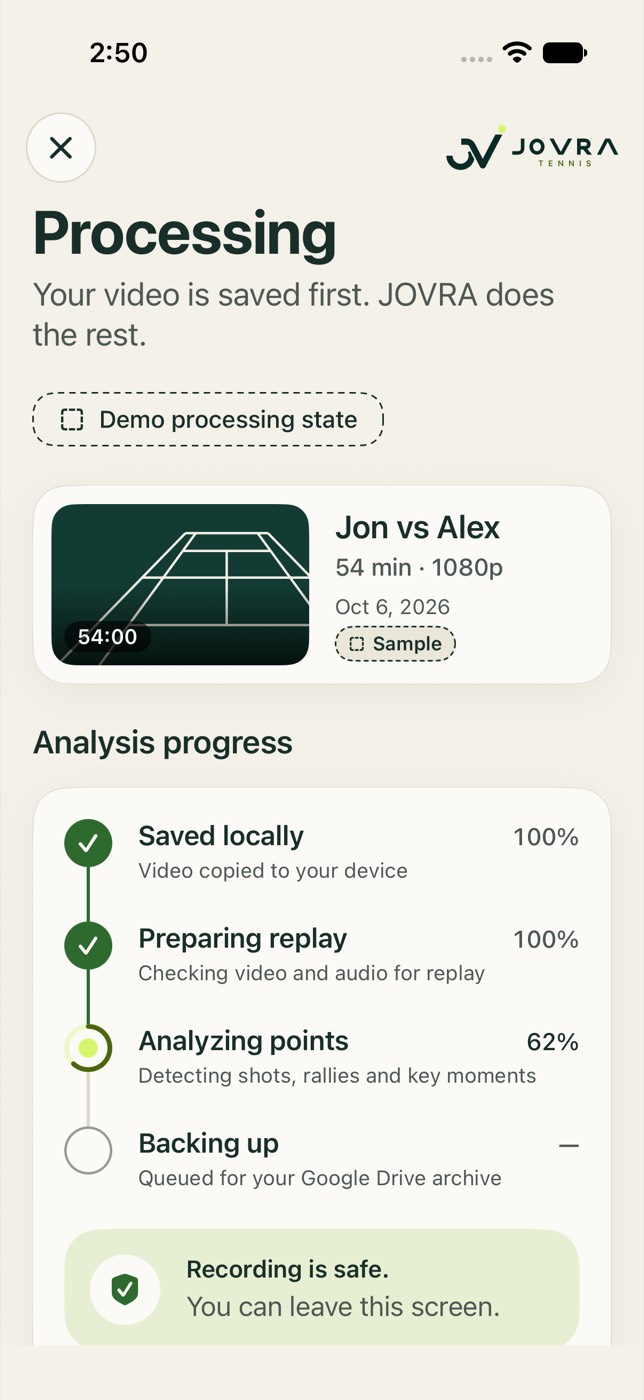 2:50
JOVRA
TENNIS
Processing
Your video is saved first. JOVRA does
the rest.
Demo processing state
54:00
Jon vs Alex
54 min · 1080p
Oct 6, 2026
Sample
Analysis progress
Saved locally 100%
Video copied to your device
Preparing replay 100%
Checking video and audio for replay
Analyzing points 62%
Detecting shots, rallies and key moments
Backing up —
Queued for your Google Drive archive
Recording is safe.
You can leave this screen.